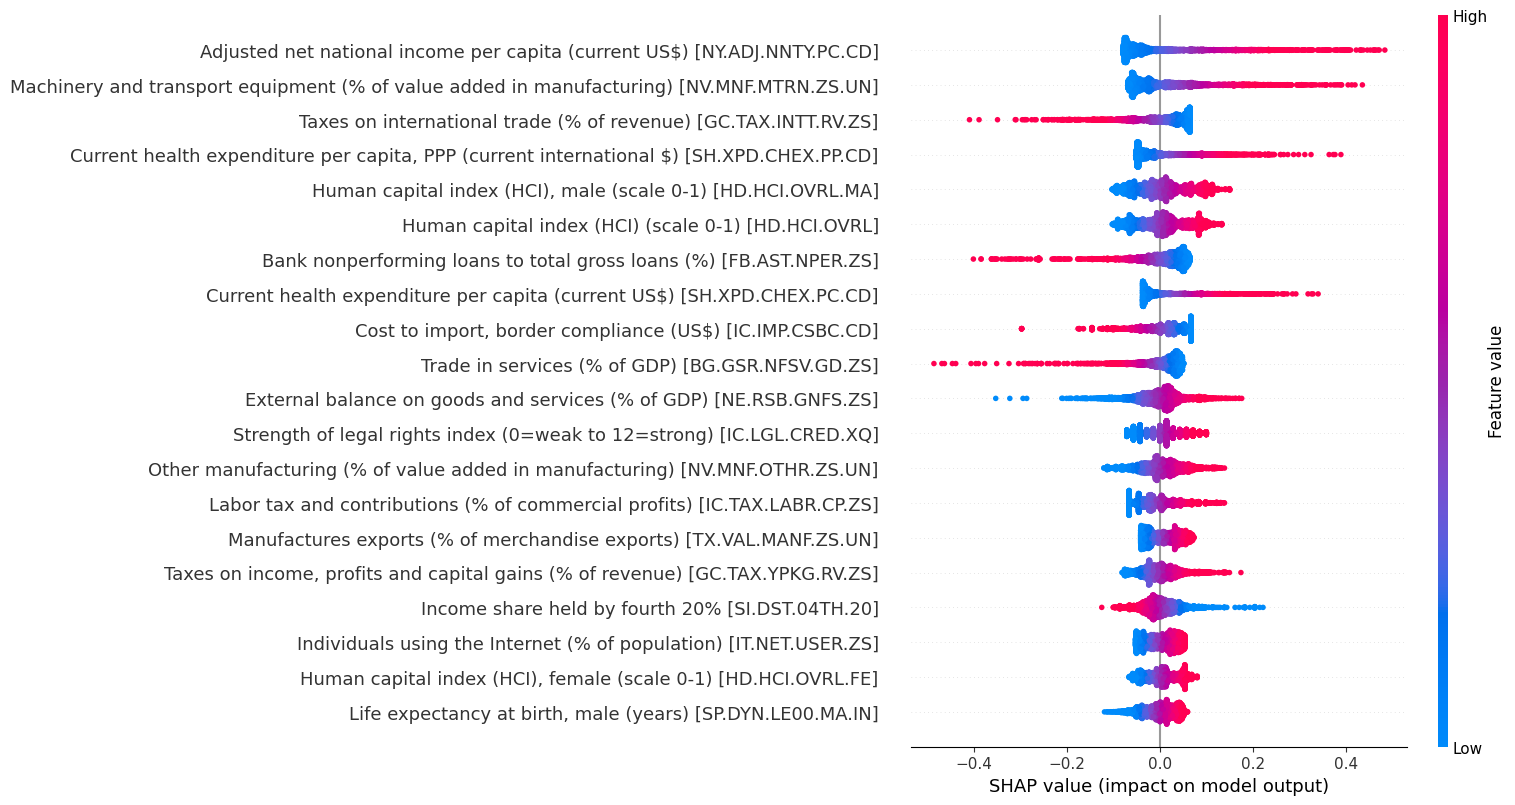 High
Adjusted net national income per capita (current US$) [NY.ADJ.NNTY.PC.CD]
Machinery and transport equipment (% of value added in manufacturing) [NV.MNF.MTRN.ZS.UN]
Taxes on international trade (% of revenue) [GC.TAX.INTT.RV.ZS]
Current health expenditure per capita, PPP (current international $) [SH.XPD.CHEX.PP.CD]
Human capital index (HCI), male (scale 0-1) [HD.HCI.OVRL.MA]
Human capital index (HCI) (scale 0-1) [HD.HCI.OVRL]
Bank nonperforming loans to total gross loans (%) [FB.AST.NPER.ZS]
Current health expenditure per capita (current US$) [SH.XPD.CHEX.PC.CD]
Cost to import, border compliance (US$) [IC.IMP.CSBC.CD]
Trade in services (% of GDP) [BG.GSR.NFSV.GD.ZS]
External balance on goods and services (% of GDP) [NE.RSB.GNFS.ZS]
Strength of legal rights index (0=weak to 12=strong) [IC.LGL.CRED.XQ]
Other manufacturing (% of value added in manufacturing) [NV.MNF.OTHR.ZS.UN]
Labor tax and contributions (% of commercial profits) [IC.TAX.LABR.CP.ZS]
Manufactures exports (% of merchandise exports) [TX.VAL.MANF.ZS.UN]
Taxes on income, profits and capital gains (% of revenue) [GC.TAX.YPKG.RV.ZS]
Income share held by fourth 20% [SI.DST.04TH.20]
Individuals using the Internet (% of population) [IT.NET.USER.ZS]
Human capital index (HCI), female (scale 0-1) [HD.HCI.OVRL.FE]
Life expectancy at birth, male (years) [SP.DYN.LE00.MA.IN]
Feature value
Low
−0.4 −0.2 0.0 0.2 0.4
SHAP value (impact on model output)